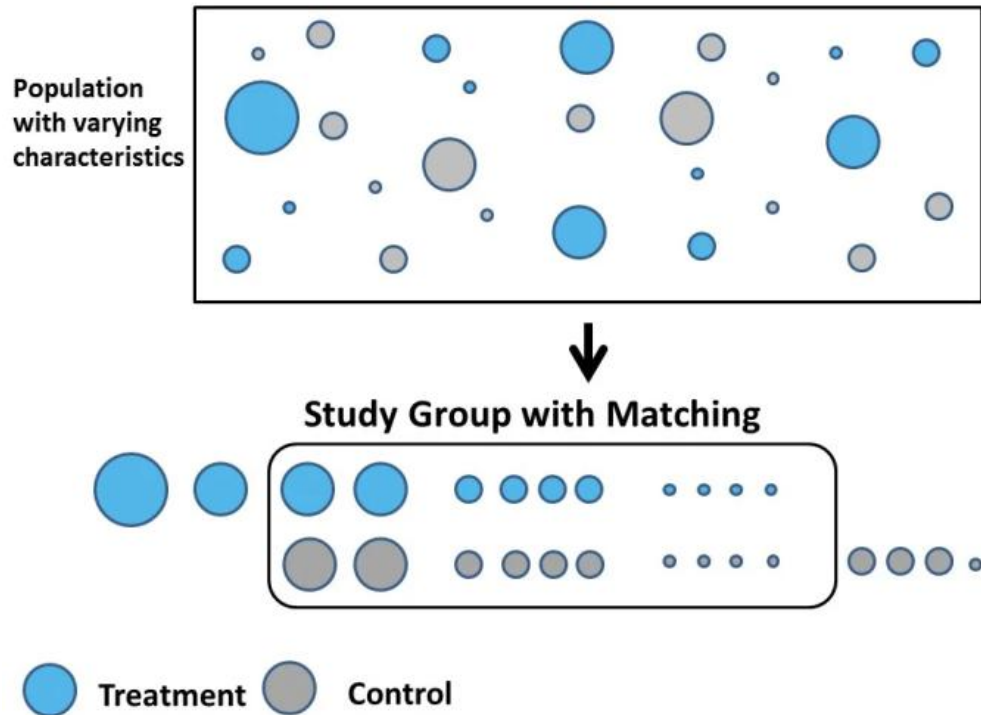 Population
with varying
characteristics
Study Group with Matching
Treatment
Control